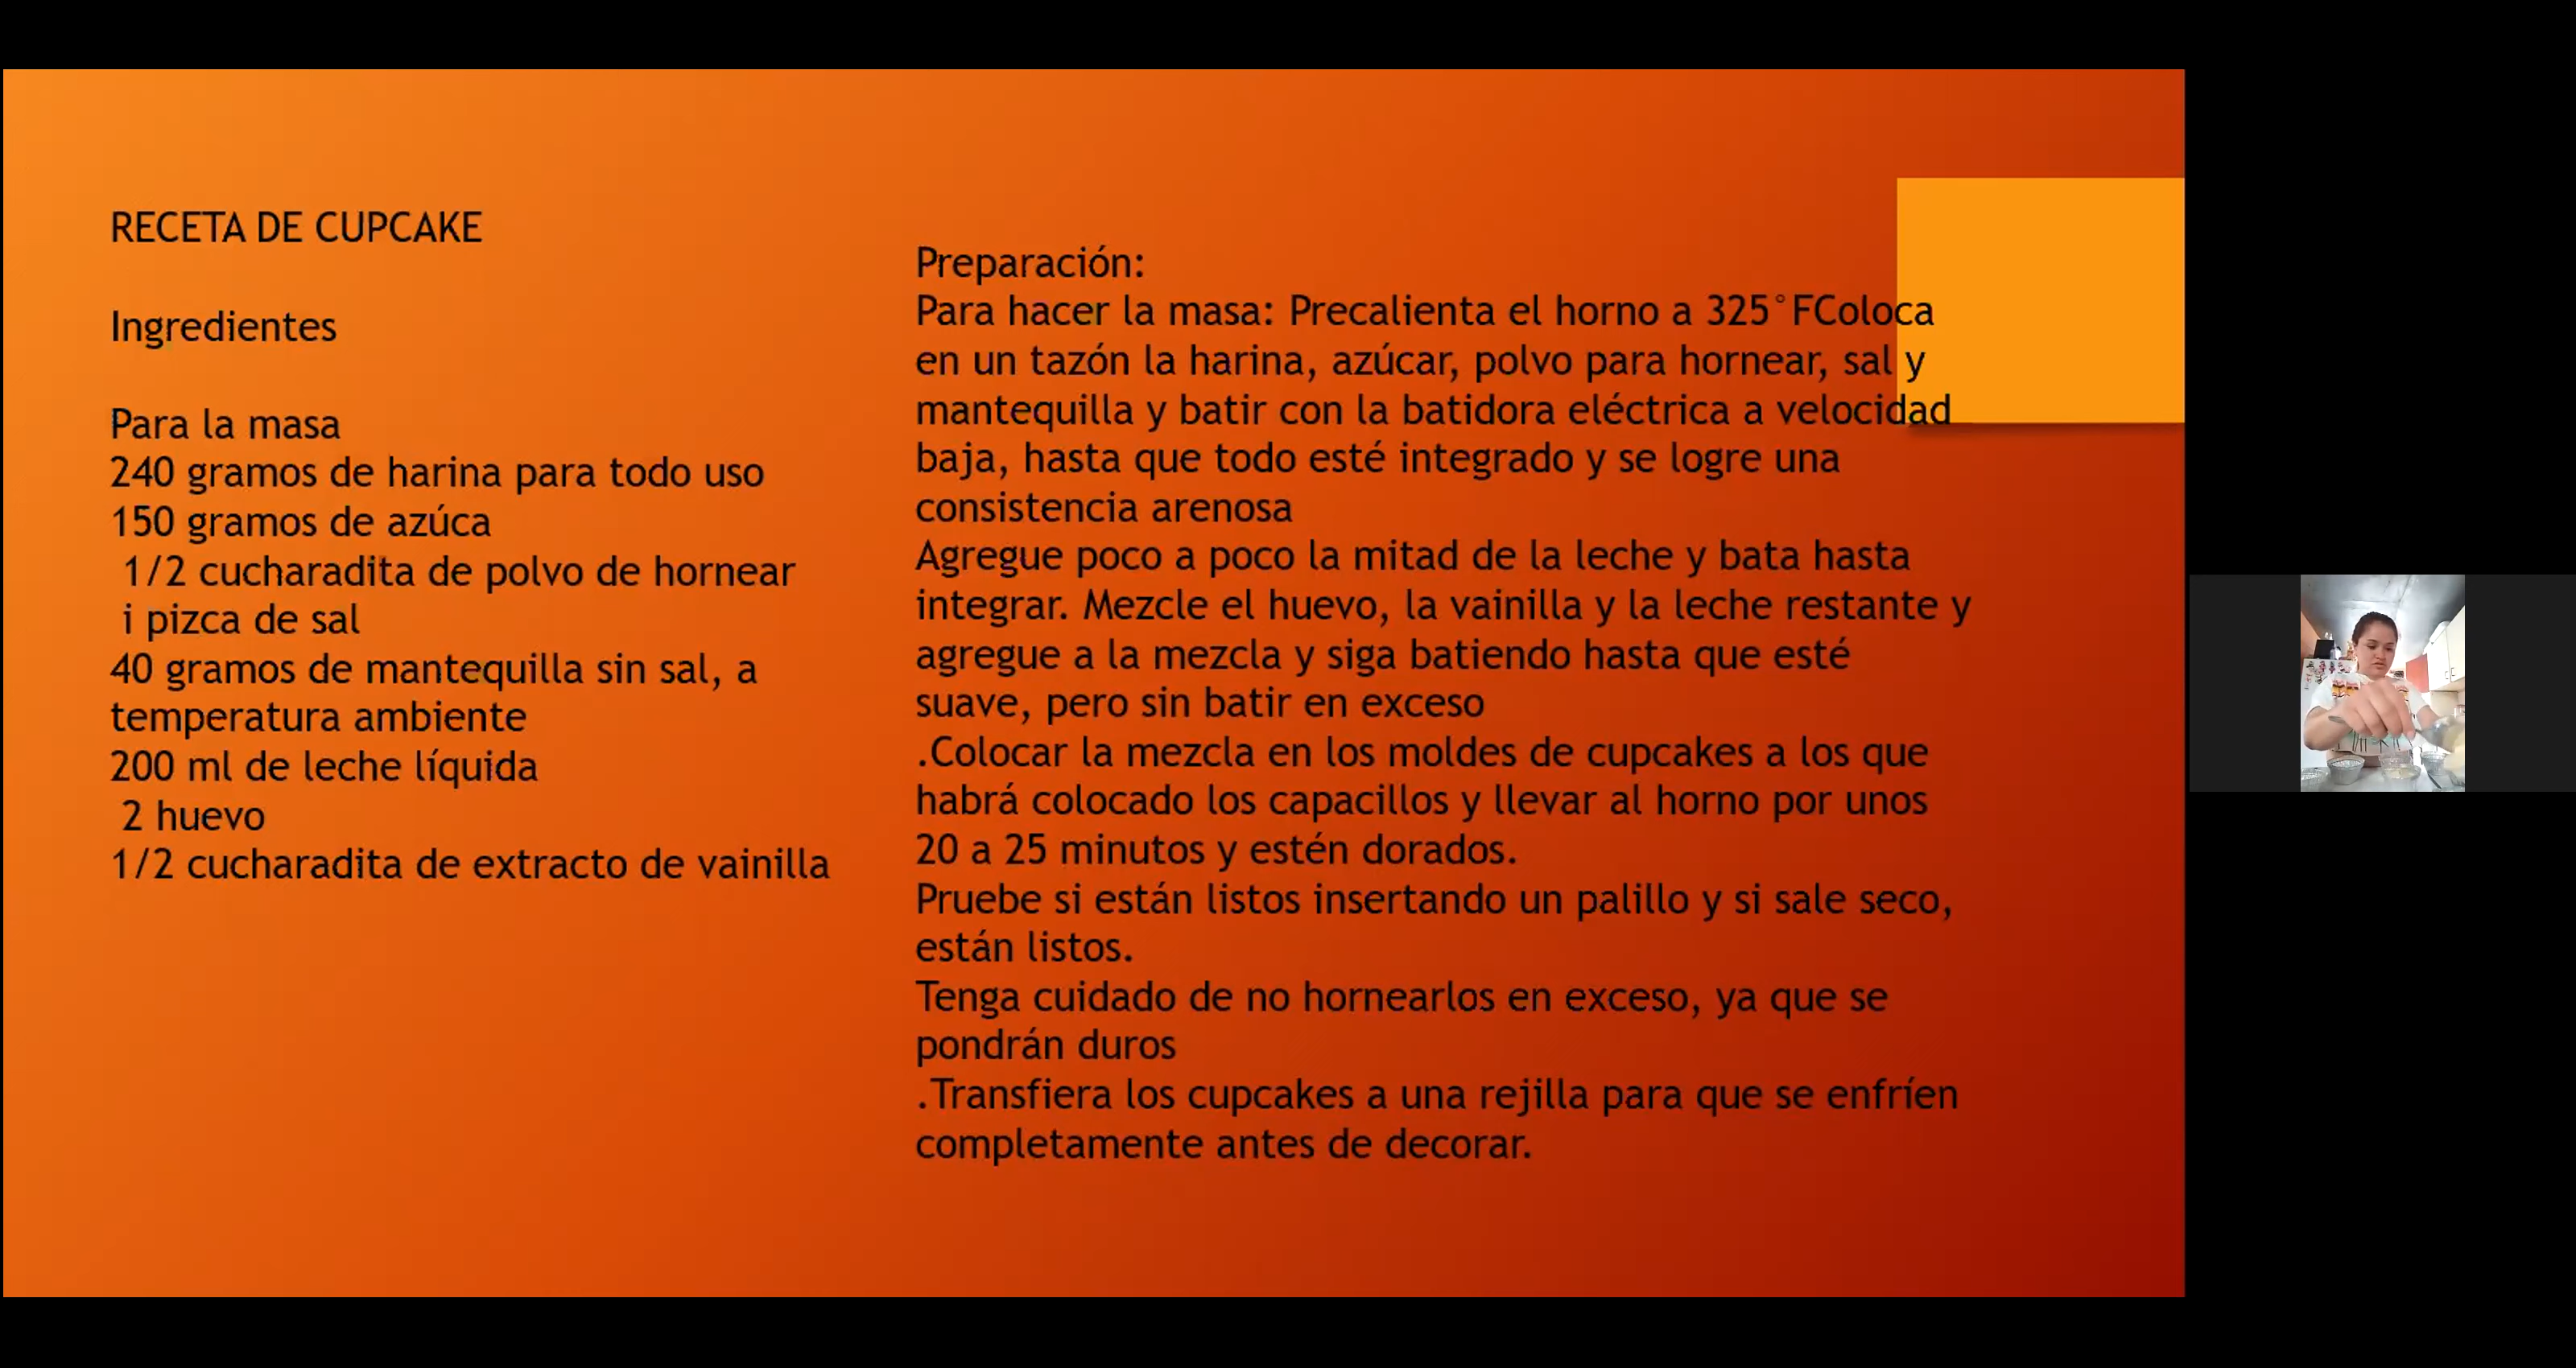 RECETA DE CUPCAKE
Ingredientes
Para la masa
240 gramos de harina para todo uso
150 gramos de azúca
1/2 cucharadita de polvo de hornear
i pizca de sal
40 gramos de mantequilla sin sal, a
temperatura ambiente
200 ml de leche líquida
2 huevo
1/2 cucharadita de extracto de vainilla
Preparación:
Para hacer la masa: Precalienta el horno a 325°FColoca
en un tazón la harina, azúcar, polvo para hornear, sal y
mantequilla y batir con la batidora eléctrica a velocidad
baja, hasta que todo esté integrado y se logre una
consistencia arenosa
Agregue poco a poco la mitad de la leche y bata hasta
integrar. Mezcle el huevo, la vainilla y la leche restante y
agregue a la mezcla y siga batiendo hasta que esté
suave, pero sin batir en exceso
.Colocar la mezcla en los moldes de cupcakes a los que
habrá colocado los capacillos y llevar al horno por unos
20 a 25 minutos y estén dorados.
Pruebe si están listos insertando un palillo y si sale seco,
están listos.
Tenga cuidado de no hornearlos en exceso, ya que se
pondrán duros
.Transfiera los cupcakes a una rejilla para que se enfríen
completamente antes de decorar.